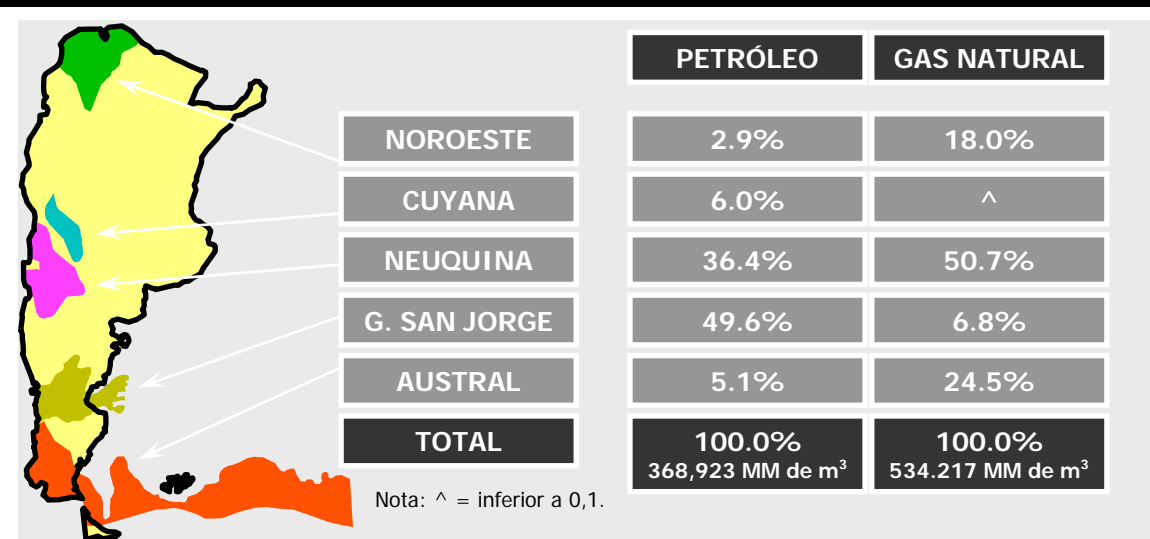 PETRÓLEO GAS NATURAL
NOROESTE 2.9% 18.0%
CUYANA 6.0% ^
NEUQUINA 36.4% 50.7%
G. SAN JORGE 49.6% 6.8%
AUSTRAL 5.1% 24.5%
TOTAL 100.0% 100.0%
368,923 MM de m³ 534.217 MM de m³
Nota: ^ = inferior a 0,1.